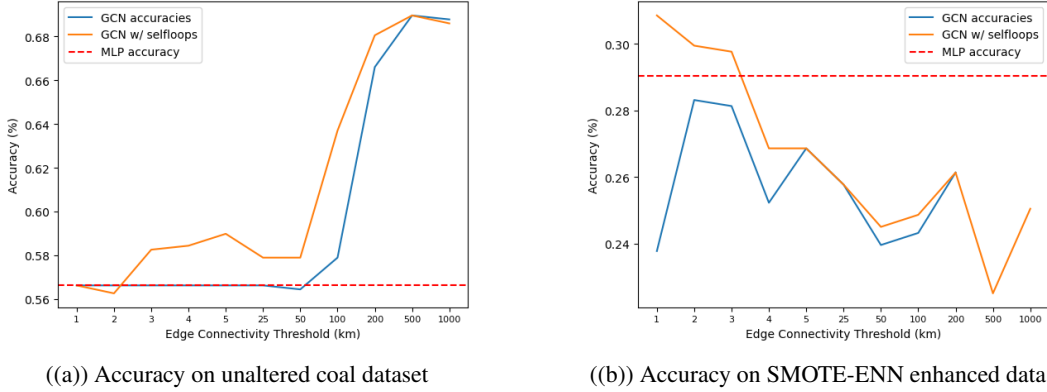 GCN accuracies
GCN w/ selfloops
MLP accuracy
0.68
0.66
0.64
0.62
0.60
0.58
0.56
Accuracy (%)
1 2 3 4 5 25 50 100 200 500 1000
Edge Connectivity Threshold (km)
((a)) Accuracy on unaltered coal dataset
GCN accuracies
GCN w/ selfloops
MLP accuracy
0.30
0.28
0.26
0.24
Accuracy (%)
1 2 3 4 5 25 50 100 200 500 1000
Edge Connectivity Threshold (km)
((b)) Accuracy on SMOTE-ENN enhanced data